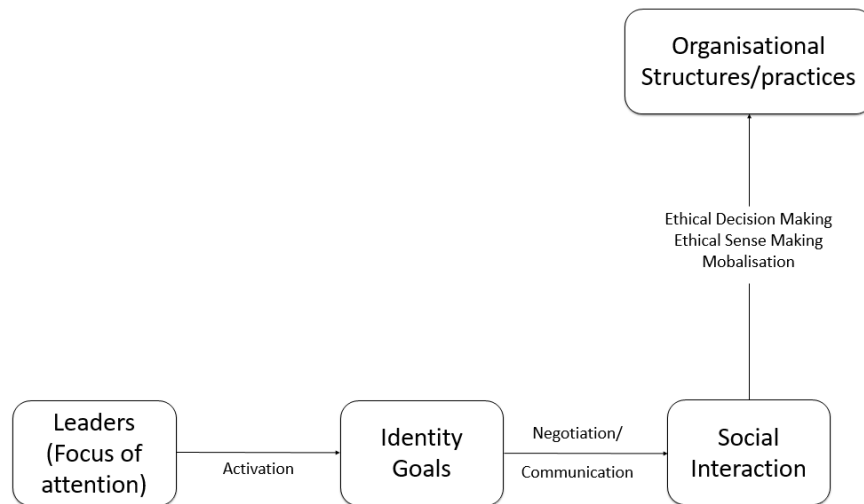 Organisational
Structures/practices
Ethical Decision Making
Ethical Sense Making
Mobalisation
Leaders
(Focus of
attention)
Activation
Identity
Goals
Negotiation/
Communication
Social
Interaction